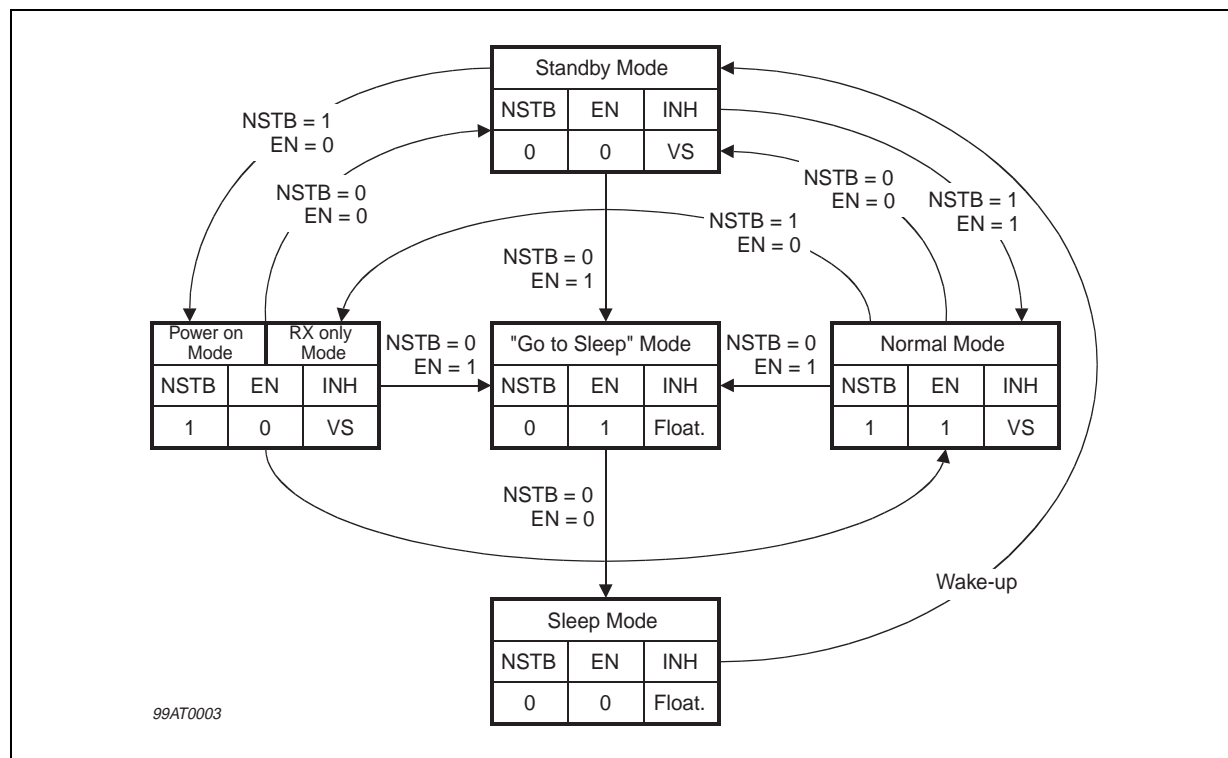 Standby Mode
NSTB EN INH
0 0 VS
NSTB = 1
EN = 0
NSTB = 0
EN = 0
NSTB = 0
EN = 0
NSTB = 1
EN = 1
NSTB = 1
EN = 0
NSTB = 0
EN = 1
Power on
Mode
RX only
Mode
NSTB EN INH
1 0 VS
NSTB = 0
EN = 1
"Go to Sleep" Mode
NSTB EN INH
0 1 Float.
NSTB = 0
EN = 1
Normal Mode
NSTB EN INH
1 1 VS
NSTB = 0
EN = 0
Wake-up
Sleep Mode
NSTB EN INH
0 0 Float.
99AT0003